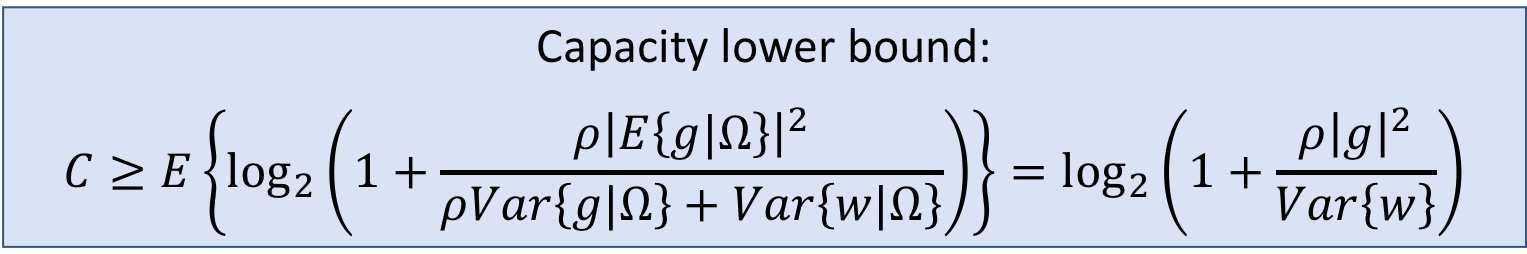 Capacity lower bound:
C ≥ E {log₂ (1 + ρ|E{g|Ω}|² / ρVar{g|Ω} + Var{w|Ω})} = log₂ (1 + ρ|g|² / Var{w})